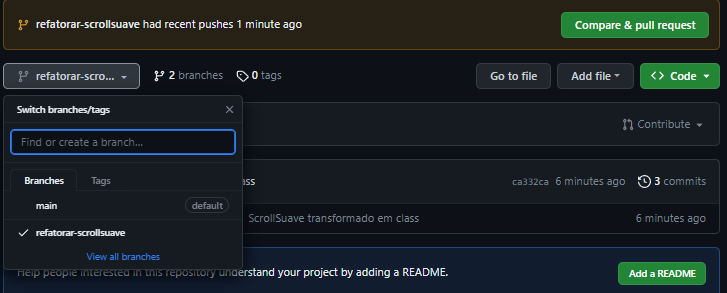 refatorar-scrollsuave had recent pushes 1 minute ago
Compare & pull request
refatorar-scro...
2 branches
0 tags
Go to file
Add file
Code
Switch branches/tags
Find or create a branch...
Contribute
Branches
Tags
ca332ca 6 minutes ago
3 commits
main
default
ScrollSuave transformado em class
6 minutes ago
refatorar-scrollsuave
View all branches
Help people interested in this repository understand your project by adding a README.
Add a README